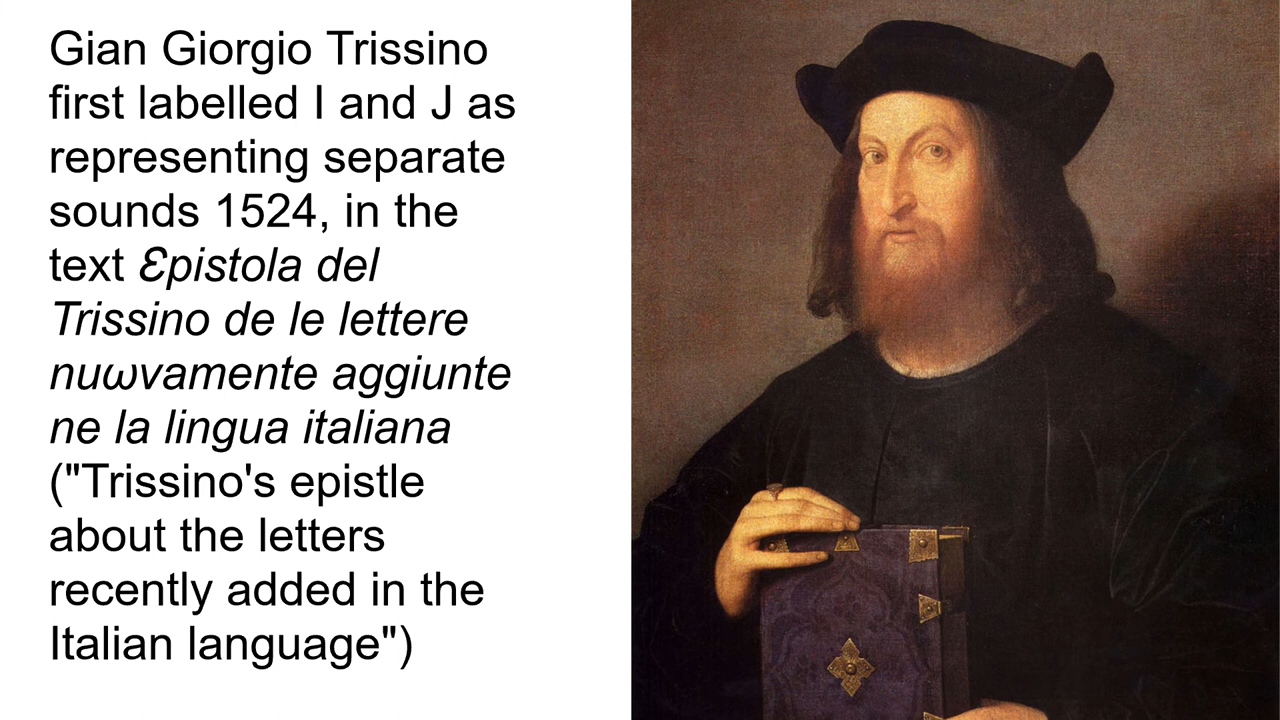 Gian Giorgio Trissino
first labelled I and J as
representing separate
sounds 1524, in the
text Ɛpistola del
Trissino de le lettere
nuωvamente aggiunte
ne la lingua italiana
("Trissino's epistle
about the letters
recently added in the
Italian language")